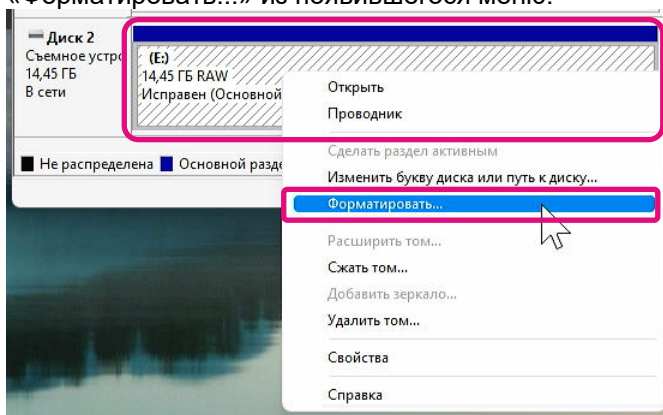 «Форматировать...» из появившегося меню.
Диск 2
Съемное устро
14,45 ГБ
В сети
(E:)
14,45 ГБ RAW
Исправен (Основной
Открыть
Проводник
Сделать раздел активным
Изменить букву диска или путь к диску...
Форматировать...
Расширить том...
Сжать том...
Добавить зеркало...
Удалить том...
Свойства
Справка
Не распределена Основной разде